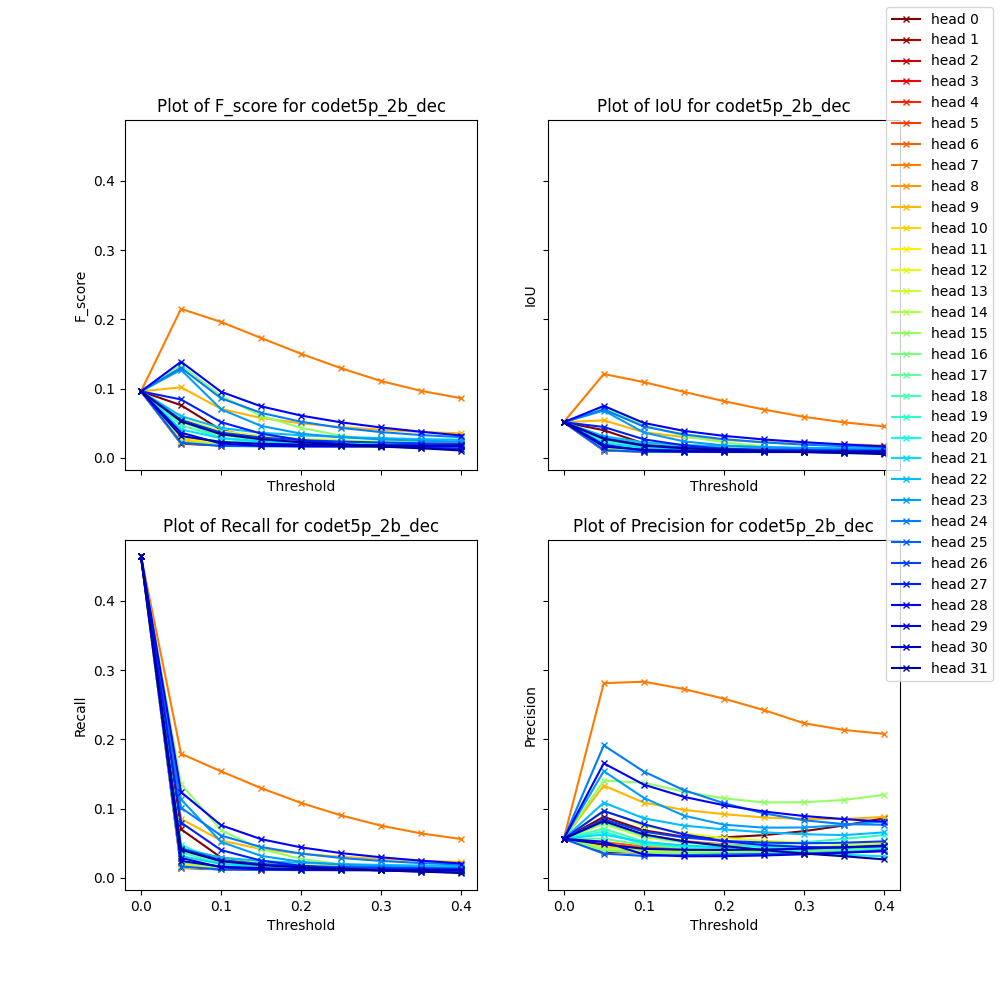 Plot of F_score for codet5p_2b_dec
F_score
0.4
0.3
0.2
0.1
0.0
Threshold
Plot of IoU for codet5p_2b_dec
IoU
Threshold
Plot of Recall for codet5p_2b_dec
Recall
0.4
0.3
0.2
0.1
0.0
0.0 0.1 0.2 0.3 0.4
Threshold
Plot of Precision for codet5p_2b_dec
Precision
0.0 0.1 0.2 0.3 0.4
Threshold
head 0
head 1
head 2
head 3
head 4
head 5
head 6
head 7
head 8
head 9
head 10
head 11
head 12
head 13
head 14
head 15
head 16
head 17
head 18
head 19
head 20
head 21
head 22
head 23
head 24
head 25
head 26
head 27
head 28
head 29
head 30
head 31